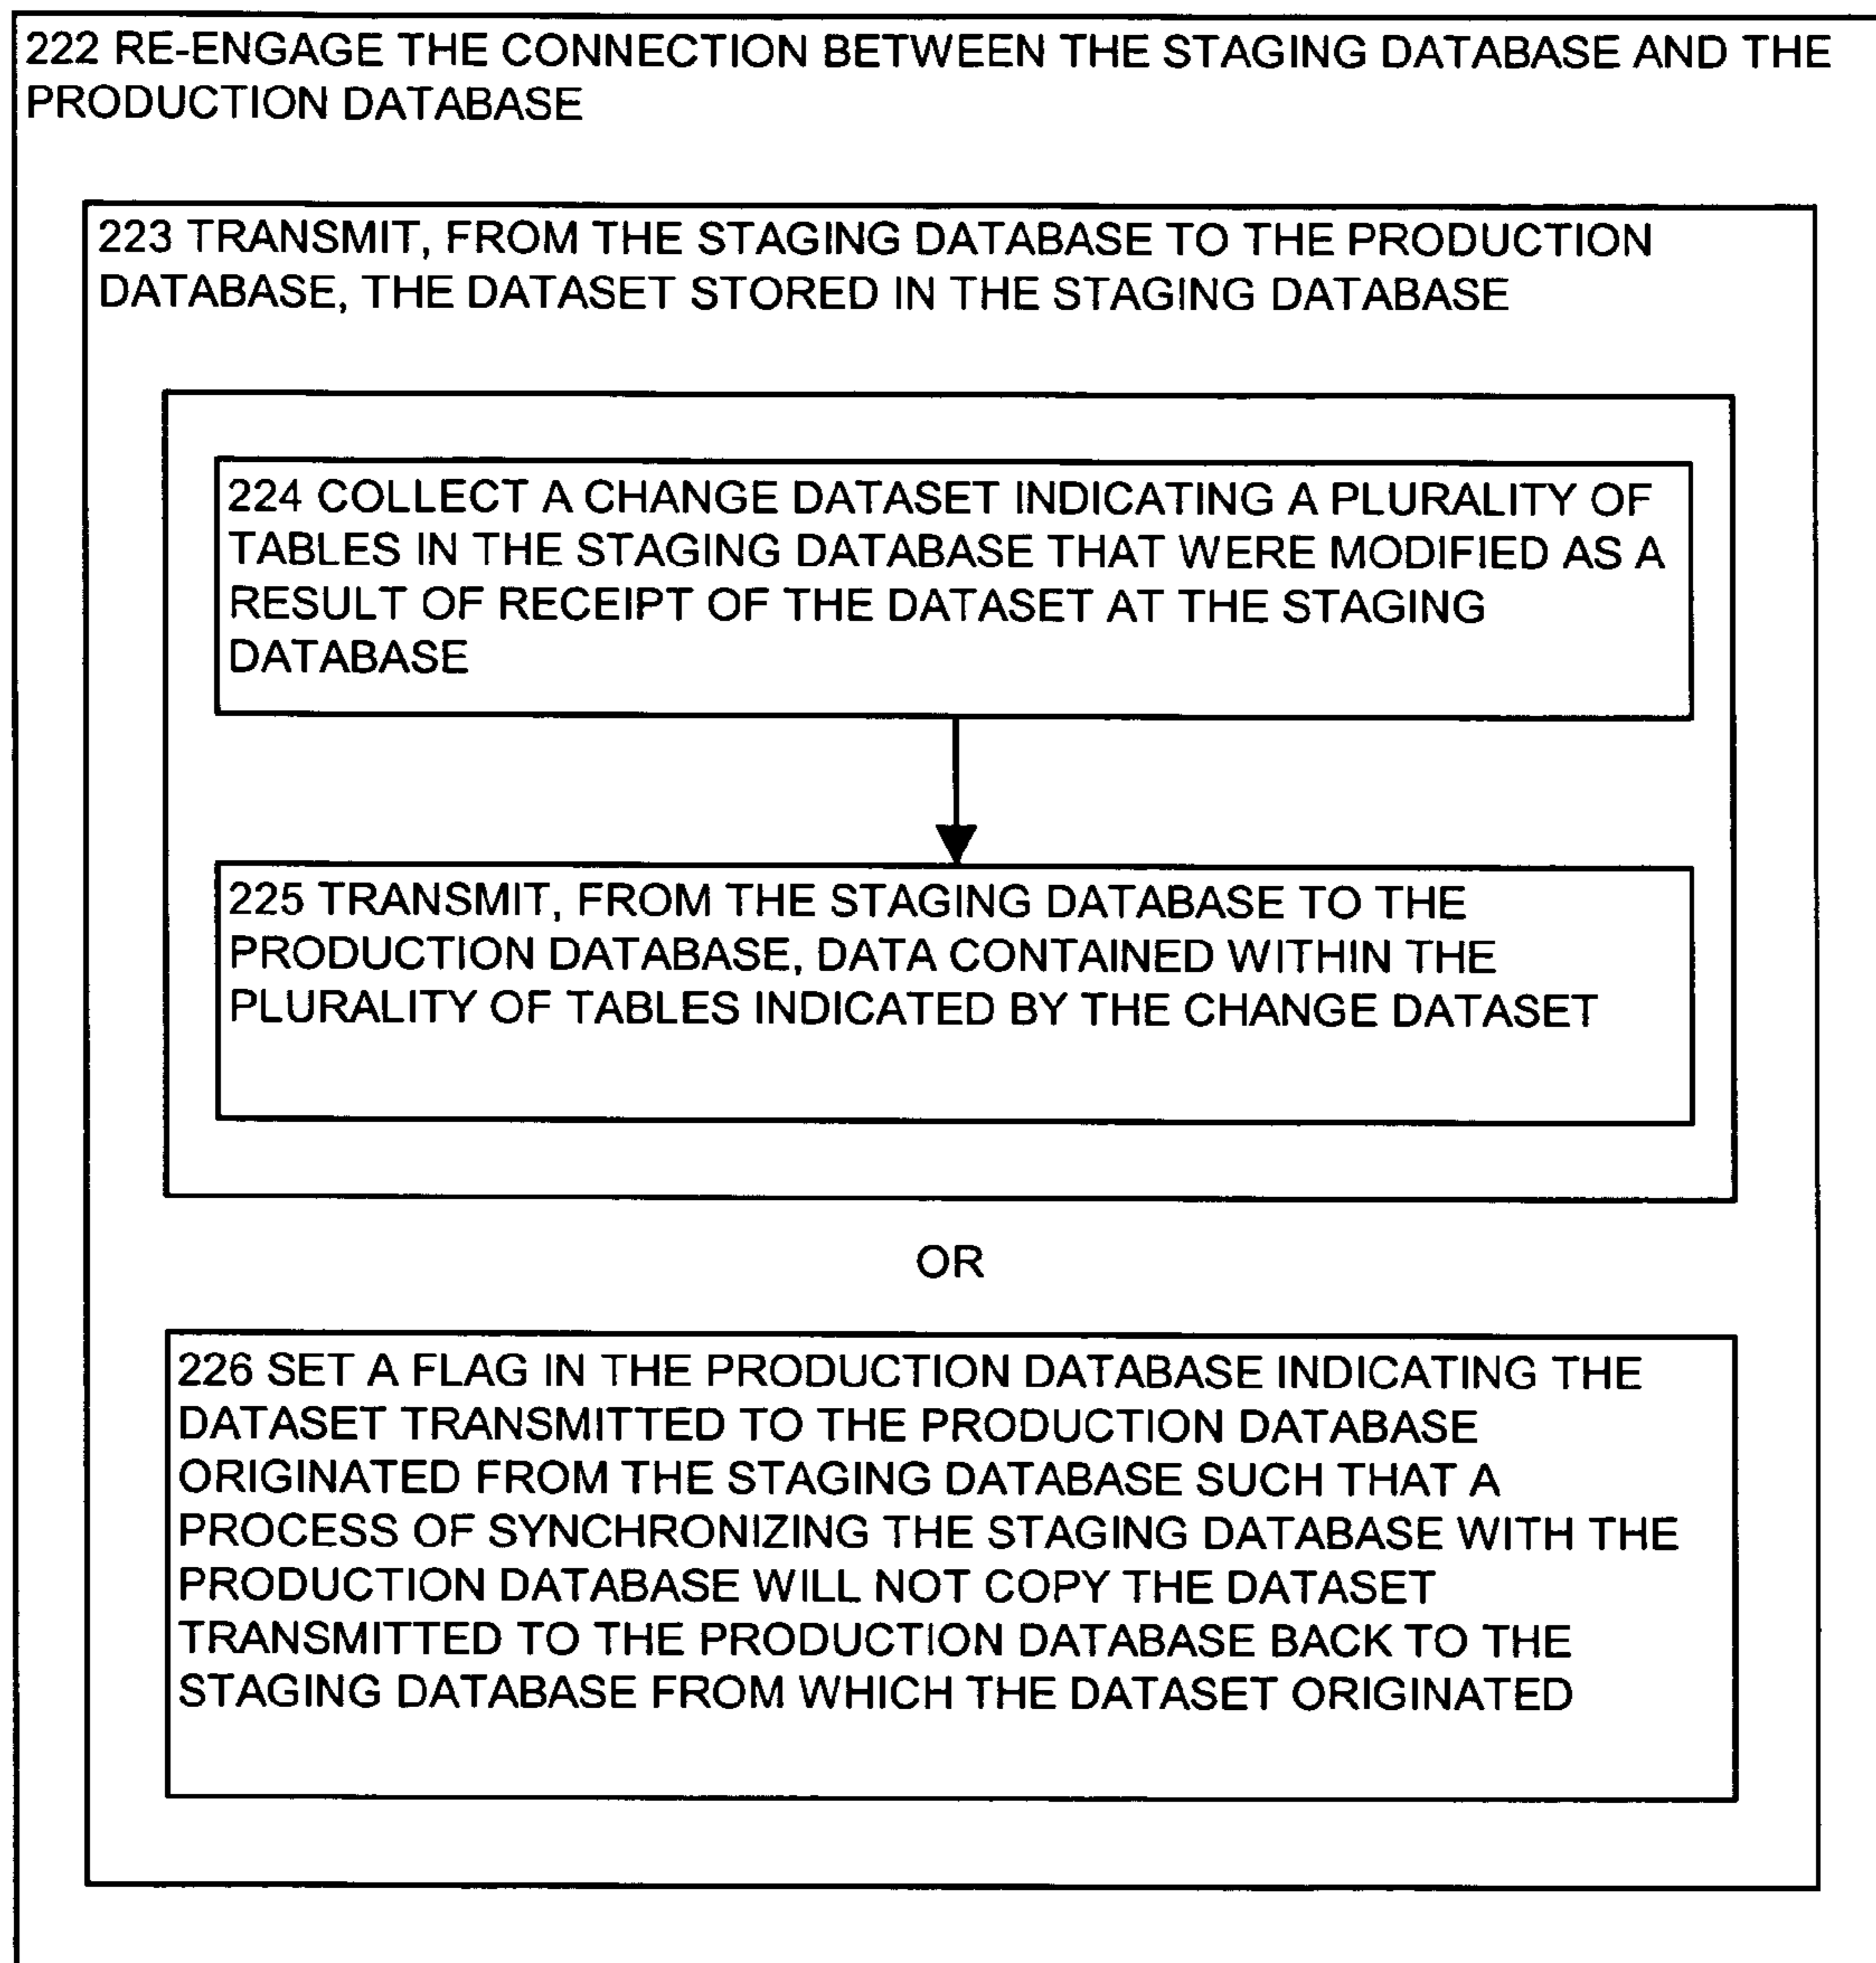 222 RE-ENGAGE THE CONNECTION BETWEEN THE STAGING DATABASE AND THE
PRODUCTION DATABASE
223 TRANSMIT, FROM THE STAGING DATABASE TO THE PRODUCTION
DATABASE, THE DATASET STORED IN THE STAGING DATABASE
224 COLLECT A CHANGE DATASET INDICATING A PLURALITY OF
TABLES IN THE STAGING DATABASE THAT WERE MODIFIED AS A
RESULT OF RECEIPT OF THE DATASET AT THE STAGING
DATABASE
225 TRANSMIT, FROM THE STAGING DATABASE TO THE
PRODUCTION DATABASE, DATA CONTAINED WITHIN THE
PLURALITY OF TABLES INDICATED BY THE CHANGE DATASET
OR
226 SET A FLAG IN THE PRODUCTION DATABASE INDICATING THE
DATASET TRANSMITTED TO THE PRODUCTION DATABASE
ORIGINATED FROM THE STAGING DATABASE SUCH THAT A
PROCESS OF SYNCHRONIZING THE STAGING DATABASE WITH THE
PRODUCTION DATABASE WILL NOT COPY THE DATASET
TRANSMITTED TO THE PRODUCTION DATABASE BACK TO THE
STAGING DATABASE FROM WHICH THE DATASET ORIGINATED